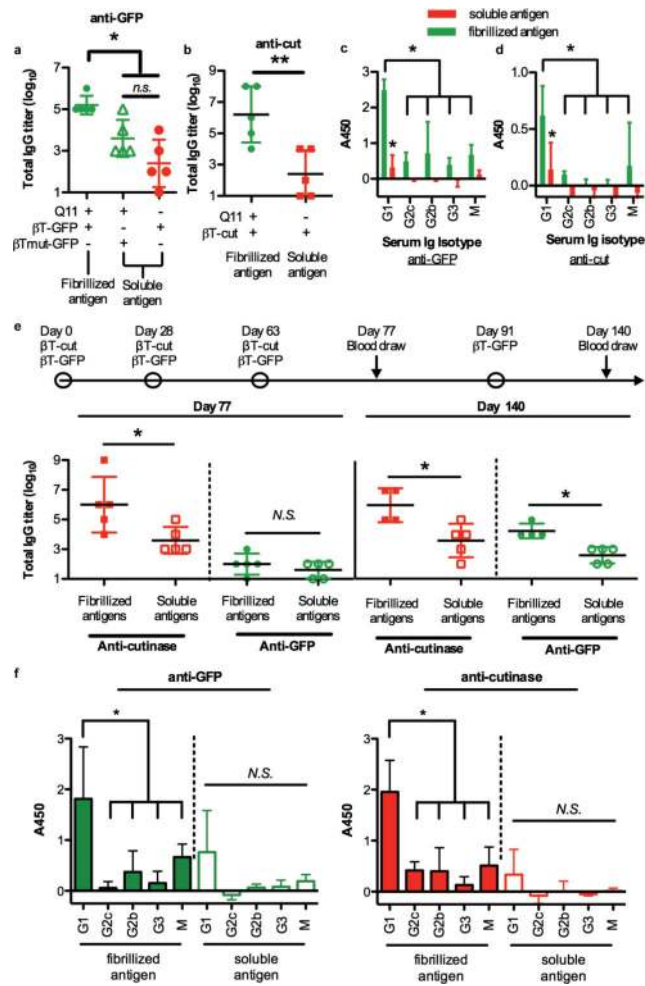 soluble antigen
fibrillized antigen
a
anti-GFP
*
n.s.
Total IgG titer (log10)
7
5
3
1
Q11 + + -
βT-GFP + - +
βTmut-GFP - + -
Fibrillized antigen
Soluble antigen
b
anti-cut
**
Total IgG titer (log10)
9
7
5
3
1
Q11 + -
βT-cut + +
Fibrillized antigen
Soluble antigen
c
*
*
A450
3
2
1
0
G1 G2c G2b G3 M
Serum Ig Isotype
anti-GFP
d
*
*
A450
1.0
0.5
0.0
G1 G2c G2b G3 M
Serum Ig isotype
anti-cut
e
Day 0
βT-cut
βT-GFP
Day 28
βT-cut
βT-GFP
Day 63
βT-cut
βT-GFP
Day 77
Blood draw
Day 91
βT-GFP
Day 140
Blood draw
Day 77
Day 140
Total IgG titer (log10)
9
7
5
3
1
*
N.S.
*
*
Fibrillized antigens
Soluble antigens
Fibrillized antigens
Soluble antigens
Fibrillized antigens
Soluble antigens
Fibrillized antigens
Soluble antigens
Anti-cutinase
Anti-GFP
Anti-cutinase
Anti-GFP
f
anti-GFP
*
N.S.
A450
3
2
1
0
G1 G2c G2b G3 M G1 G2c G2b G3 M
fibrillized antigen
soluble antigen
anti-cutinase
*
N.S.
A450
3
2
1
0
G1 G2c G2b G3 M G1 G2c G2b G3 M
fibrillized antigen
soluble antigen